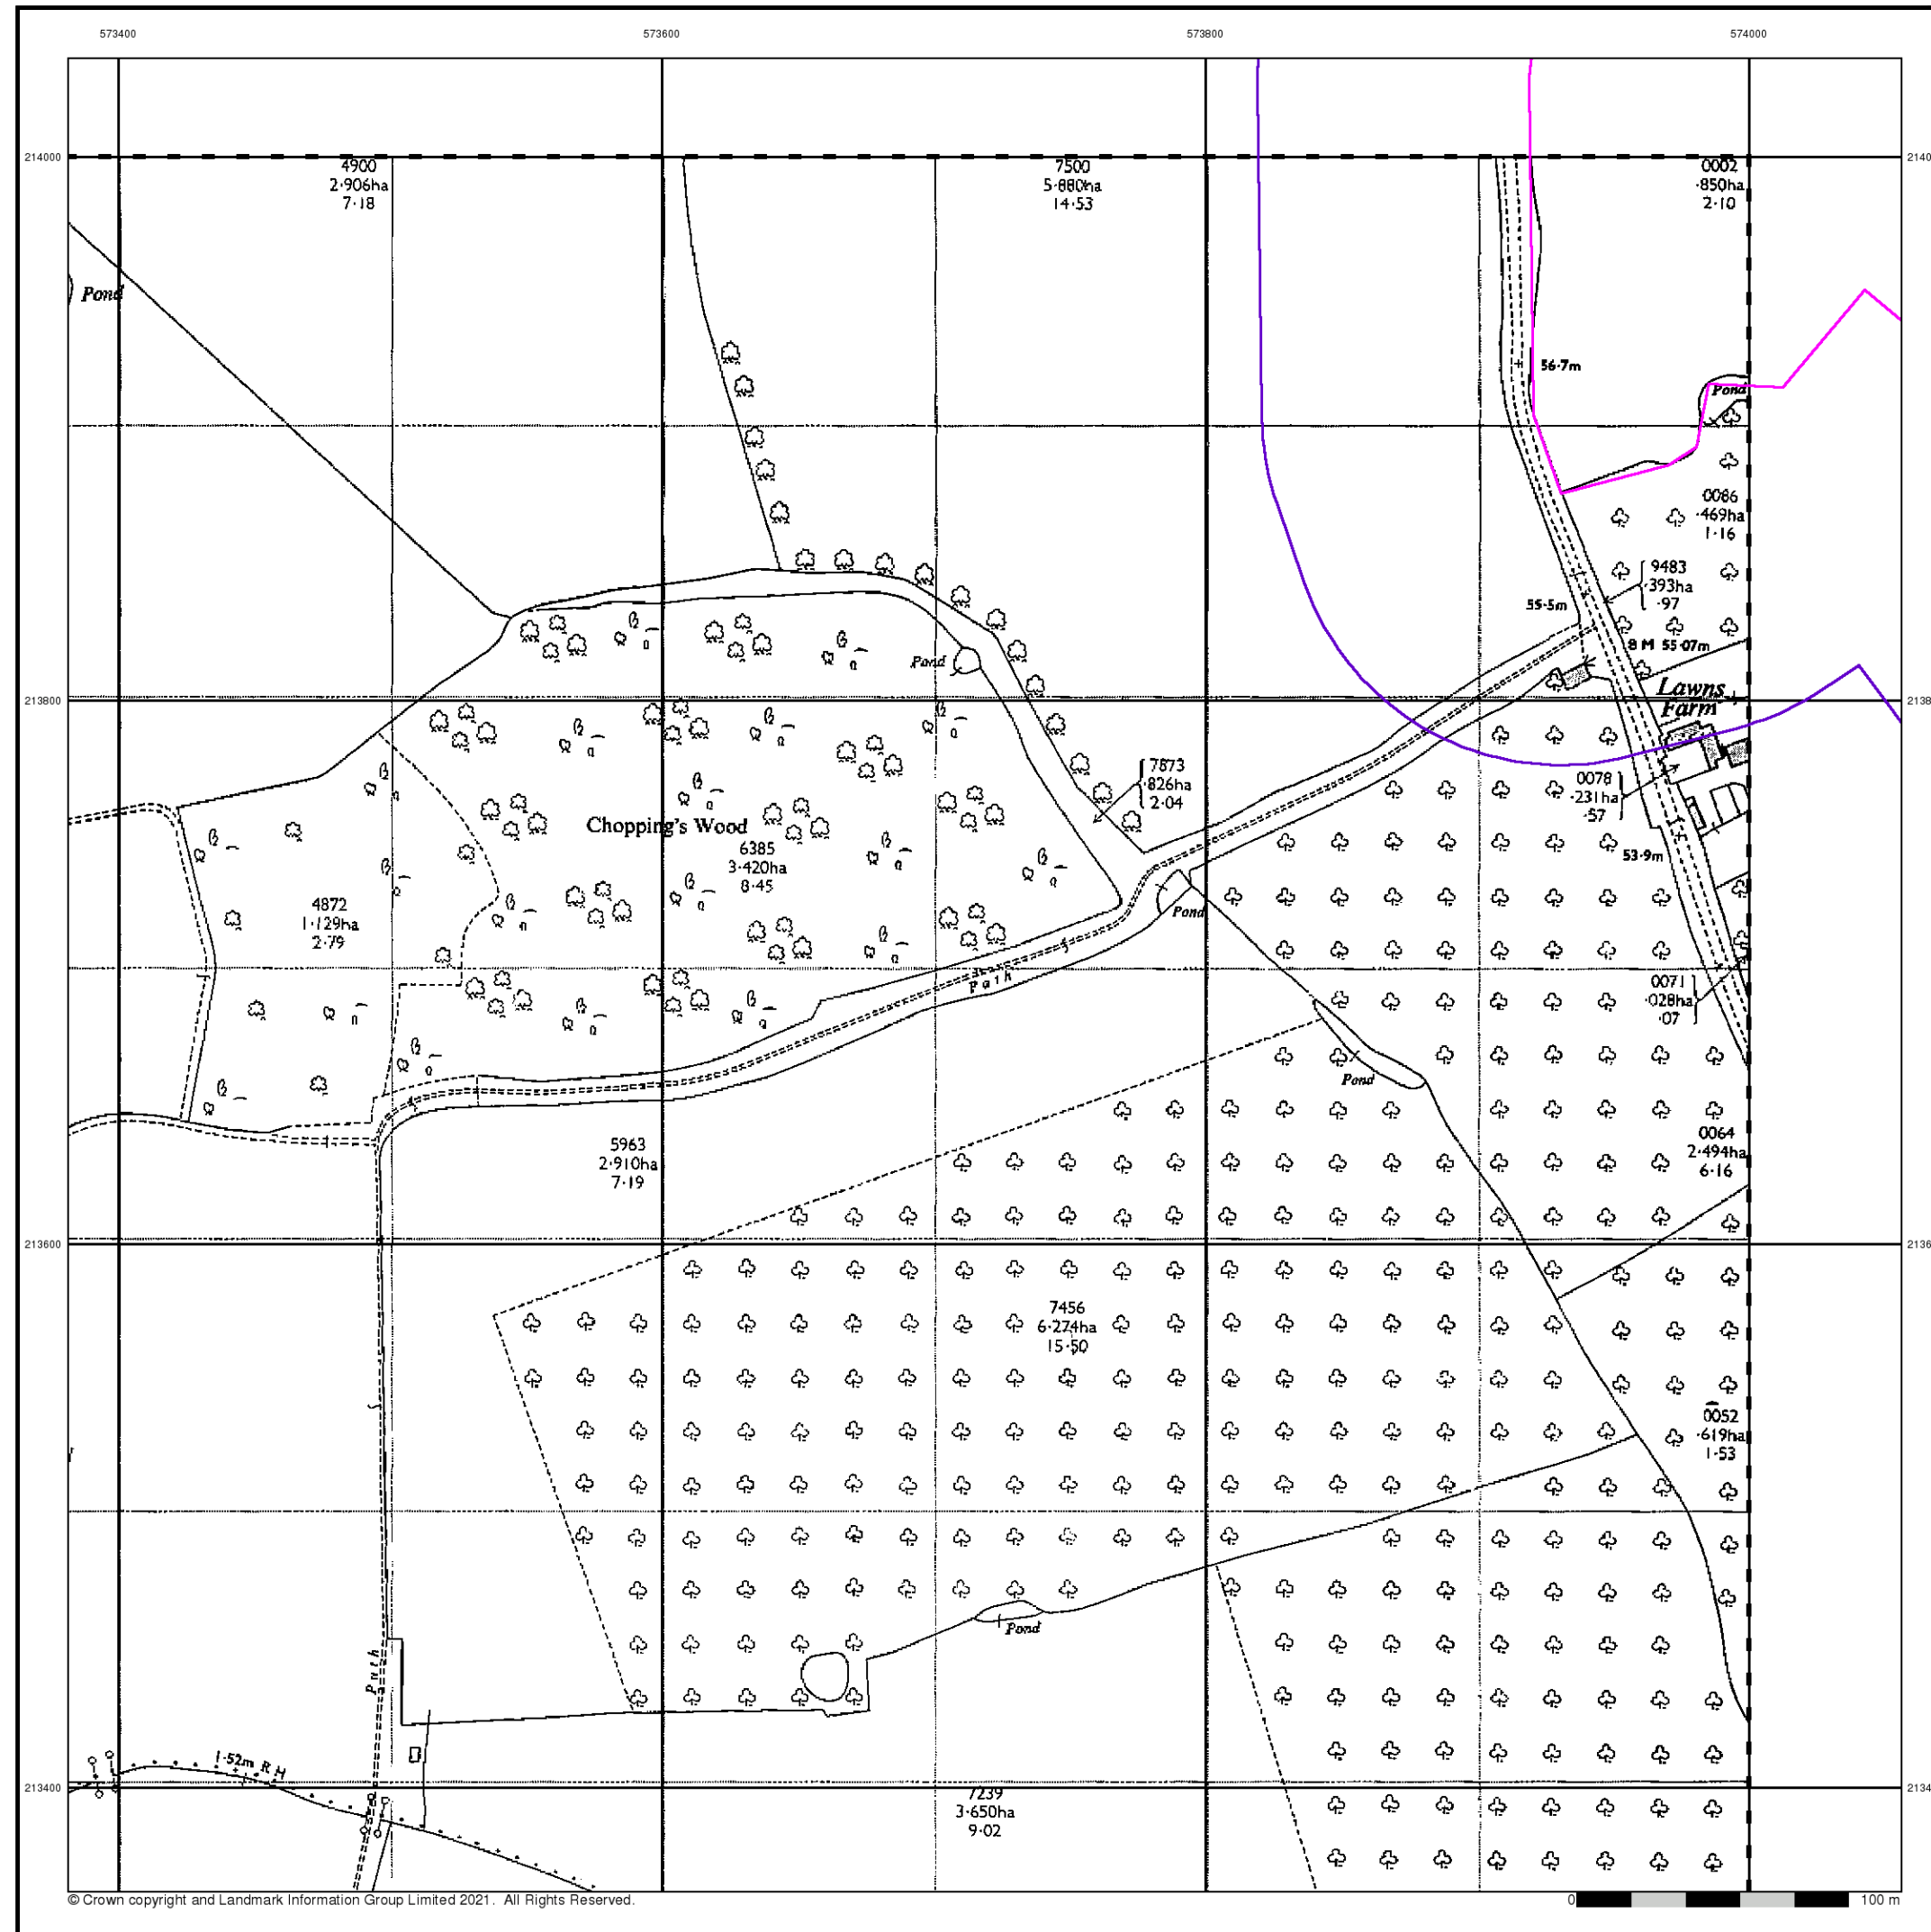 573400 573600 573800 574000
214000
4900
2·906ha
7·18
7500
5·880ha
14·53
0002
·850ha
2·10
Pond
56·7m
Pond
0086
·469ha
1·16
9483
·393ha
·97
55·5m
B M 55·07m
Pond
213800
Lawns
Farm
7873
·826ha
2·04
0078
·231ha
·57
Chopping's Wood
6385
3·420ha
8·45
53·9m
4872
1·129ha
2·79
Pond
Path
0071
·028ha
·07
Pond
5963
2·910ha
7·19
0064
2·494ha
6·16
213600
7456
6·274ha
15·50
0052
·619ha
1·53
Pond
Path
1·52m R H
213400
7239
3·650ha
9·02
© Crown copyright and Landmark Information Group Limited 2021. All Rights Reserved.
0 100 m